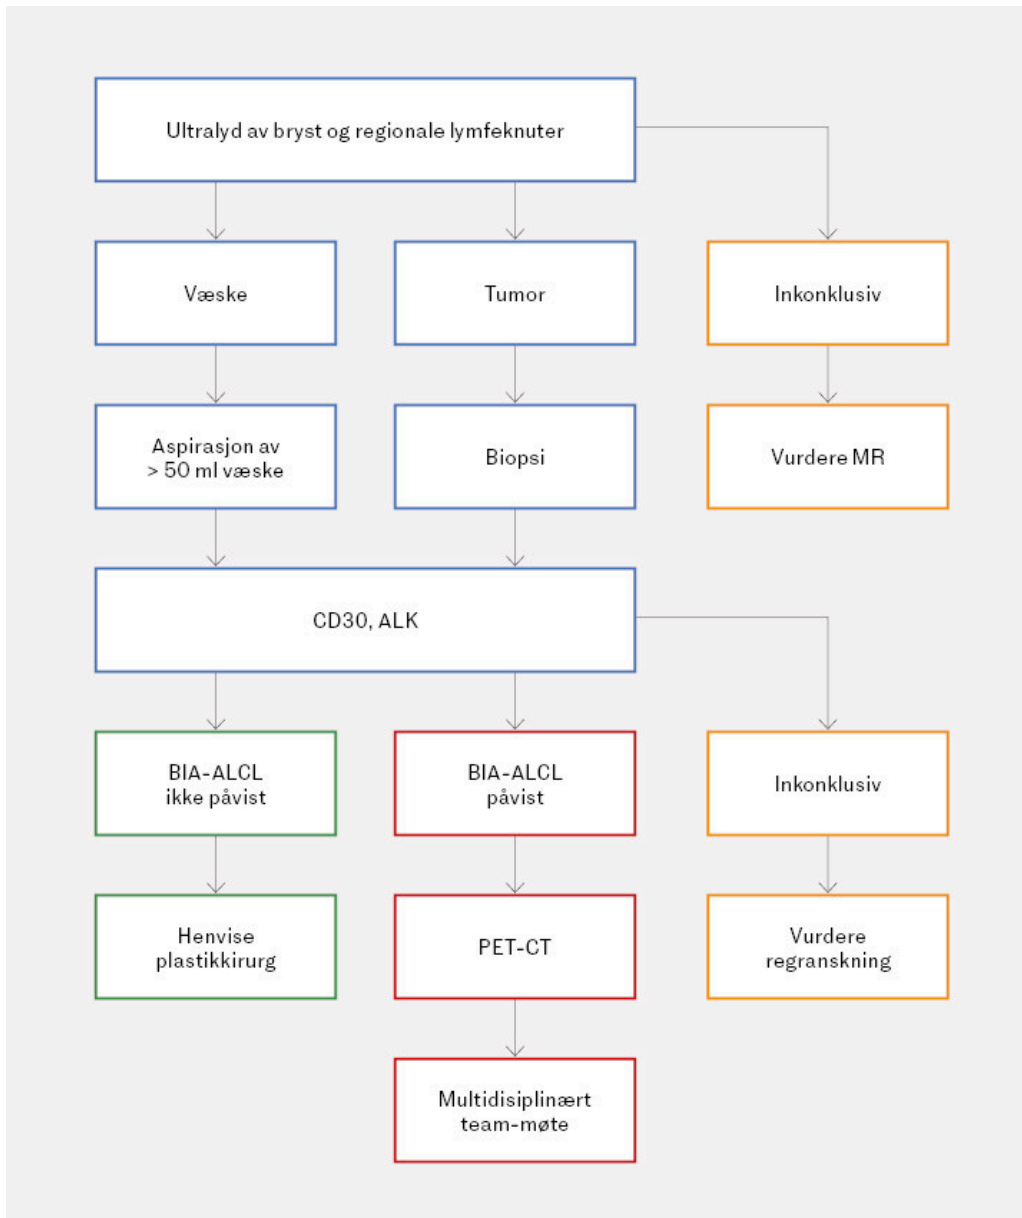 Ultralyd av bryst og regionale lymfeknuter
Væske
Tumor
Inkonklusiv
Aspirasjon av
> 50 ml væske
Biopsi
Vurdere MR
CD30, ALK
BIA-ALCL
ikke påvist
BIA-ALCL
påvist
Inkonklusiv
Henvise
plastikkirurg
PET-CT
Vurdere
regranskning
Multidisiplinært
team-møte